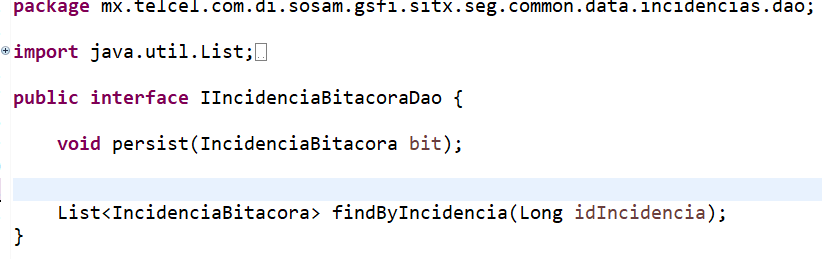 package mx.telcel.com.di.sosam.gsfi.sitx.seg.common.data.incidencias.dao;
import java.util.List;
public interface IIncidenciaBitacoraDao {
void persist(IncidenciaBitacora bit);
List<IncidenciaBitacora> findByIncidencia(Long idIncidencia);
}